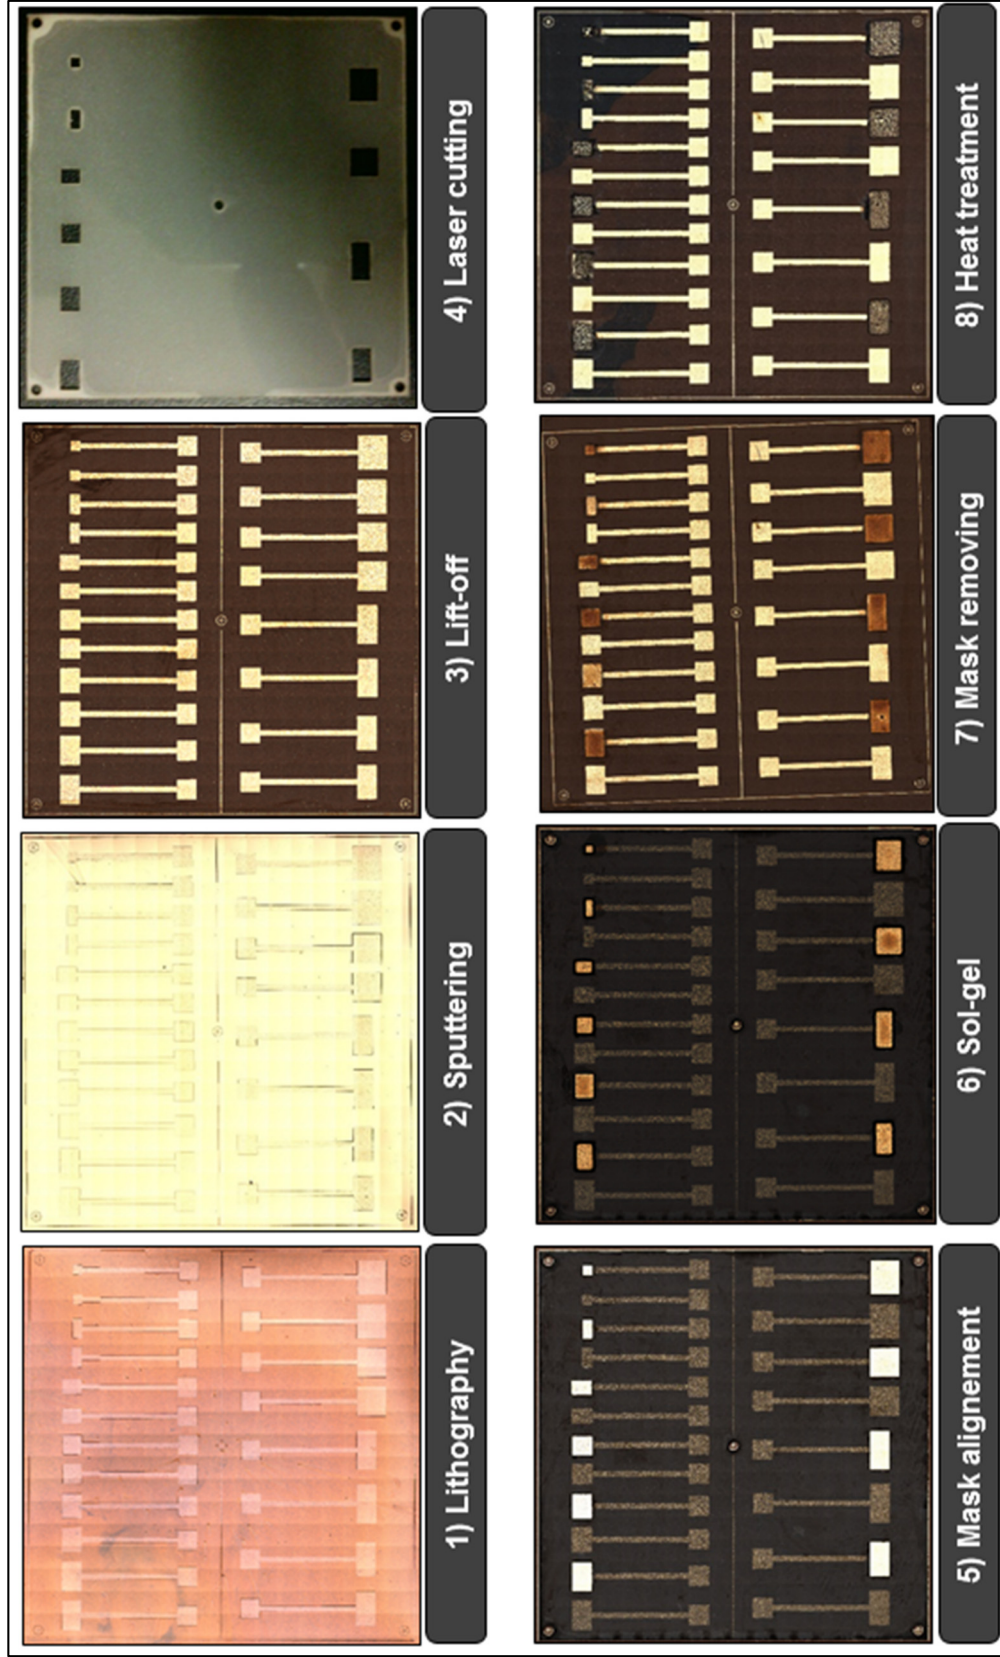 1) Lithography
2) Sputtering
3) Lift-off
4) Laser cutting
5) Mask alignement
6) Sol-gel
7) Mask removing
8) Heat treatment